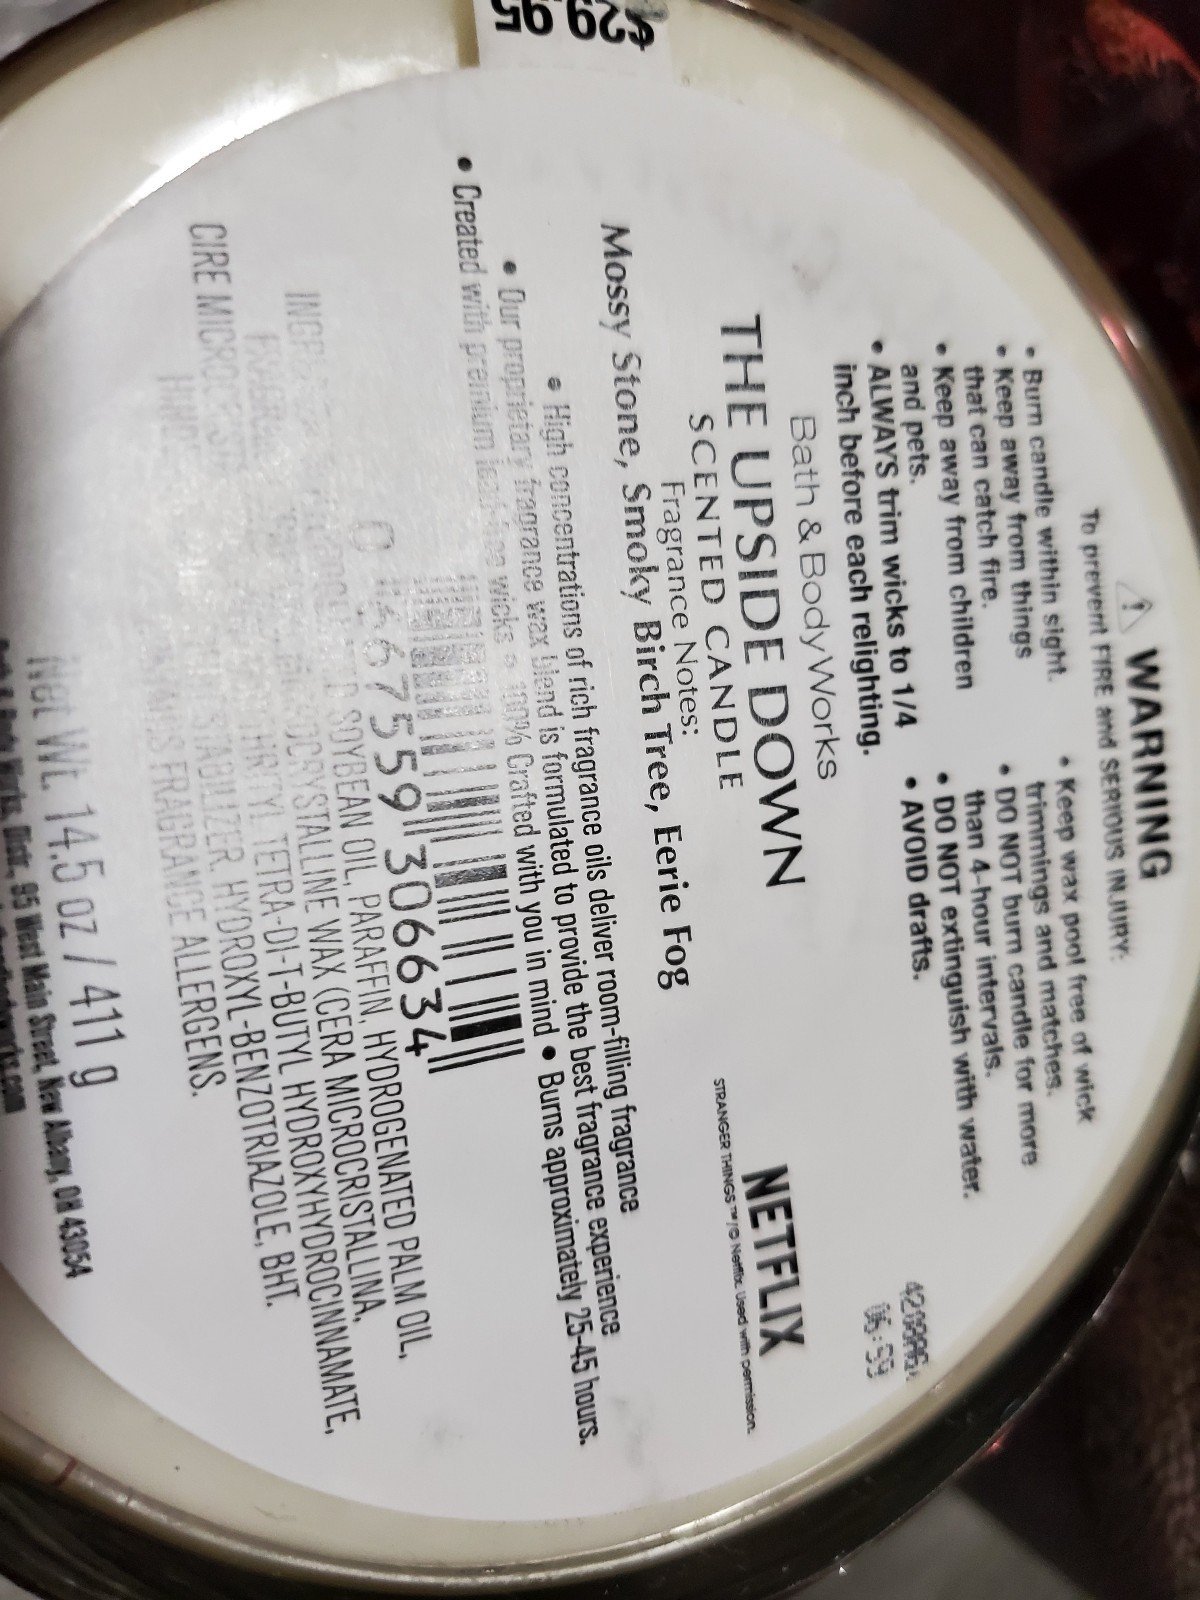 $29.95
⚠ WARNING
To prevent FIRE and SERIOUS INJURY:
• Burn candle within sight.
• Keep away from things
that can catch fire.
• Keep away from children
and pets.
• ALWAYS trim wicks to 1/4
inch before each relighting.
• Keep wax pool free of wick
trimmings and matches.
• DO NOT burn candle for more
than 4-hour intervals.
• DO NOT extinguish with water.
• AVOID drafts.
06:59
Bath & Body Works
THE UPSIDE DOWN
SCENTED CANDLE
Fragrance Notes:
Mossy Stone, Smoky Birch Tree, Eerie Fog
NETFLIX
STRANGER THINGS™/© Netflix. Used with permission.
• High concentrations of rich fragrance oils deliver room-filling fragrance
• Our proprietary fragrance wax blend is formulated to provide the best fragrance experience
• Created with premium lead-free wicks • 100% Crafted with you in mind • Burns approximately 25-45 hours.
0 67559 30663 4
SOYBEAN OIL, PARAFFIN, HYDROGENATED PALM OIL,
MICROCRYSTALLINE WAX (CERA MICROCRISTALLINA,
CIRE TETRA-DI-T-BUTYL HYDROXYHYDROCINNAMATE,
STABILIZER, HYDROXYL-BENZOTRIAZOLE, BHT.
FRAGRANCE ALLERGENS.
Net Wt. 14.5 oz / 411 g
Distr., 95 West Main Street, New Albany, OH 43054